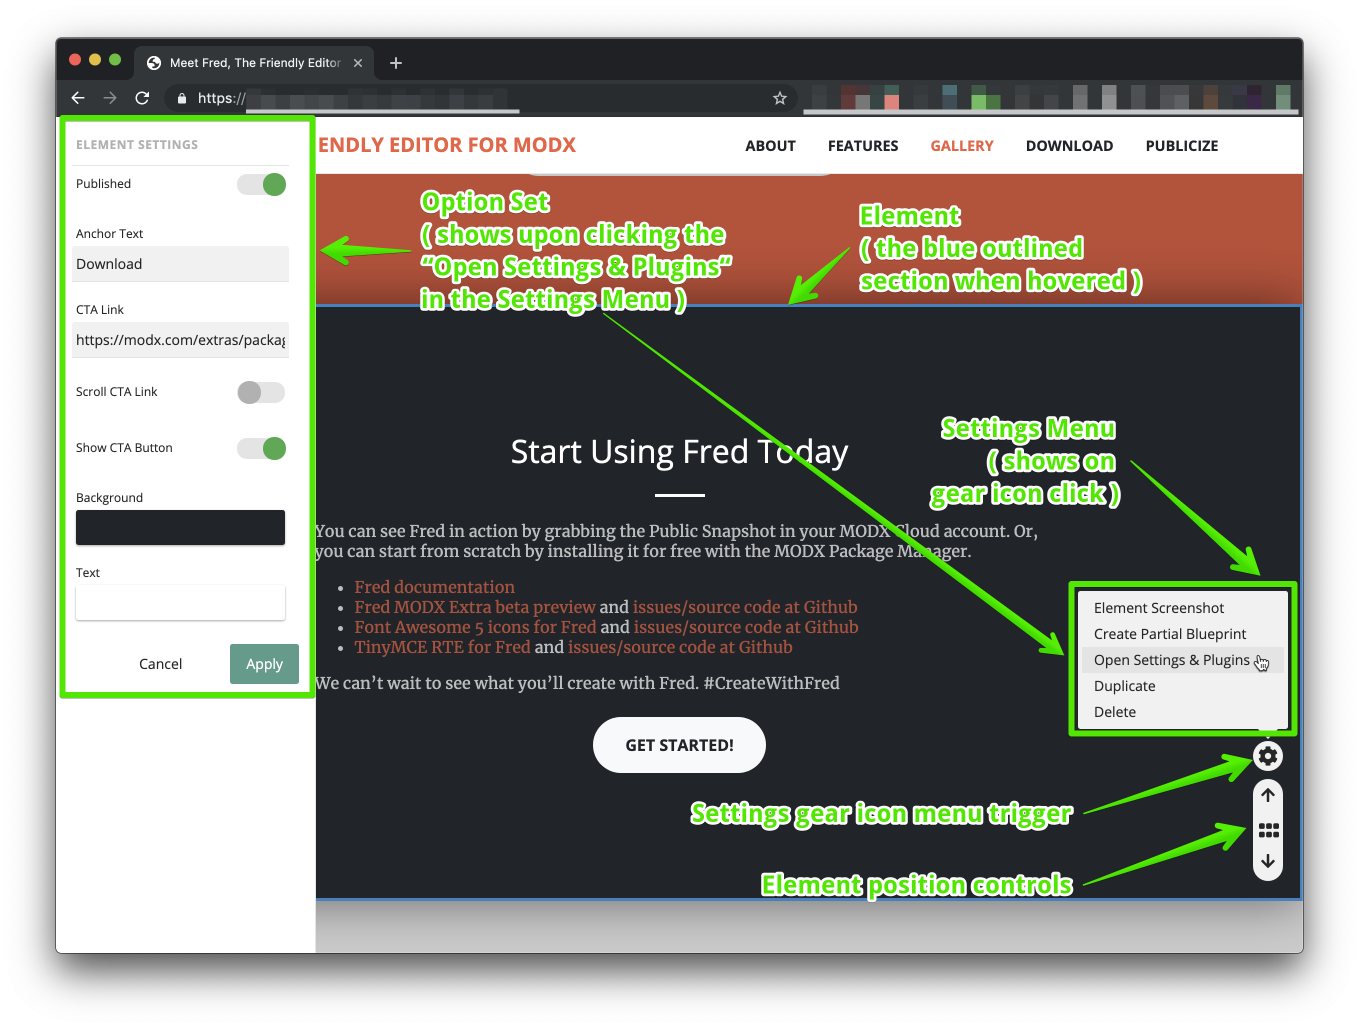 Meet Fred, The Friendly Editor
https://
ELEMENT SETTINGS
Published
Anchor Text
Download
CTA Link
https://modx.com/extras/packag
Scroll CTA Link
Show CTA Button
Background
Text
Cancel
Apply
ENDLY EDITOR FOR MODX
ABOUT
FEATURES
GALLERY
DOWNLOAD
PUBLICIZE
Option Set
( shows upon clicking the
“Open Settings & Plugins“
in the Settings Menu )
Element
( the blue outlined
section when hovered )
Start Using Fred Today
Settings Menu
( shows on
gear icon click )
You can see Fred in action by grabbing the Public Snapshot in your MODX Cloud account. Or,
you can start from scratch by installing it for free with the MODX Package Manager.
• Fred documentation
• Fred MODX Extra beta preview and issues/source code at Github
• Font Awesome 5 icons for Fred and issues/source code at Github
• TinyMCE RTE for Fred and issues/source code at Github
We can’t wait to see what you’ll create with Fred. #CreateWithFred
GET STARTED!
Element Screenshot
Create Partial Blueprint
Open Settings & Plugins
Duplicate
Delete
Settings gear icon menu trigger
Element position controls